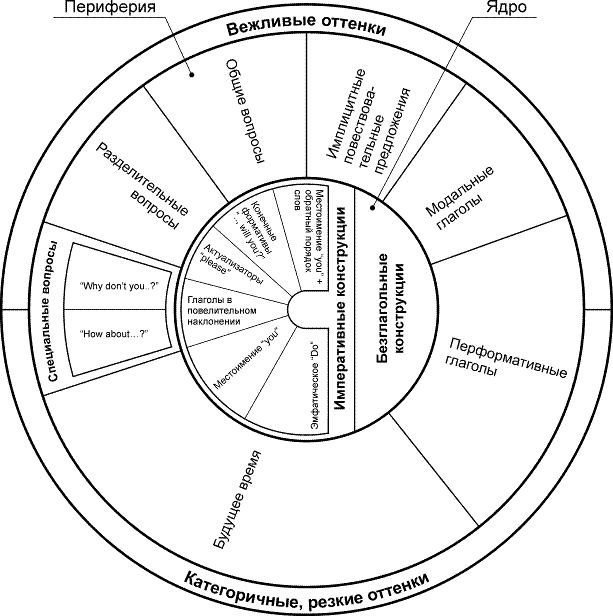 Периферия
Ядро
Вежливые оттенки
Общие вопросы
Имплицитные
повествова-
тельные
предложения
Разделительные
вопросы
Модальные
глаголы
Специальные вопросы
“Why don’t you..?”
“How about...?”
Местоимение “you” +
обратный порядок
слов
Конечные
формативы
“.., will you?”
Актуализаторы
“please”
Глаголы в
повелительном
наклонении
Местоимение “you”
Эмфатическое “Do”
Императивные конструкции
Безглагольные
конструкции
Перформативные
глаголы
Будущее время
Категоричные, резкие оттенки